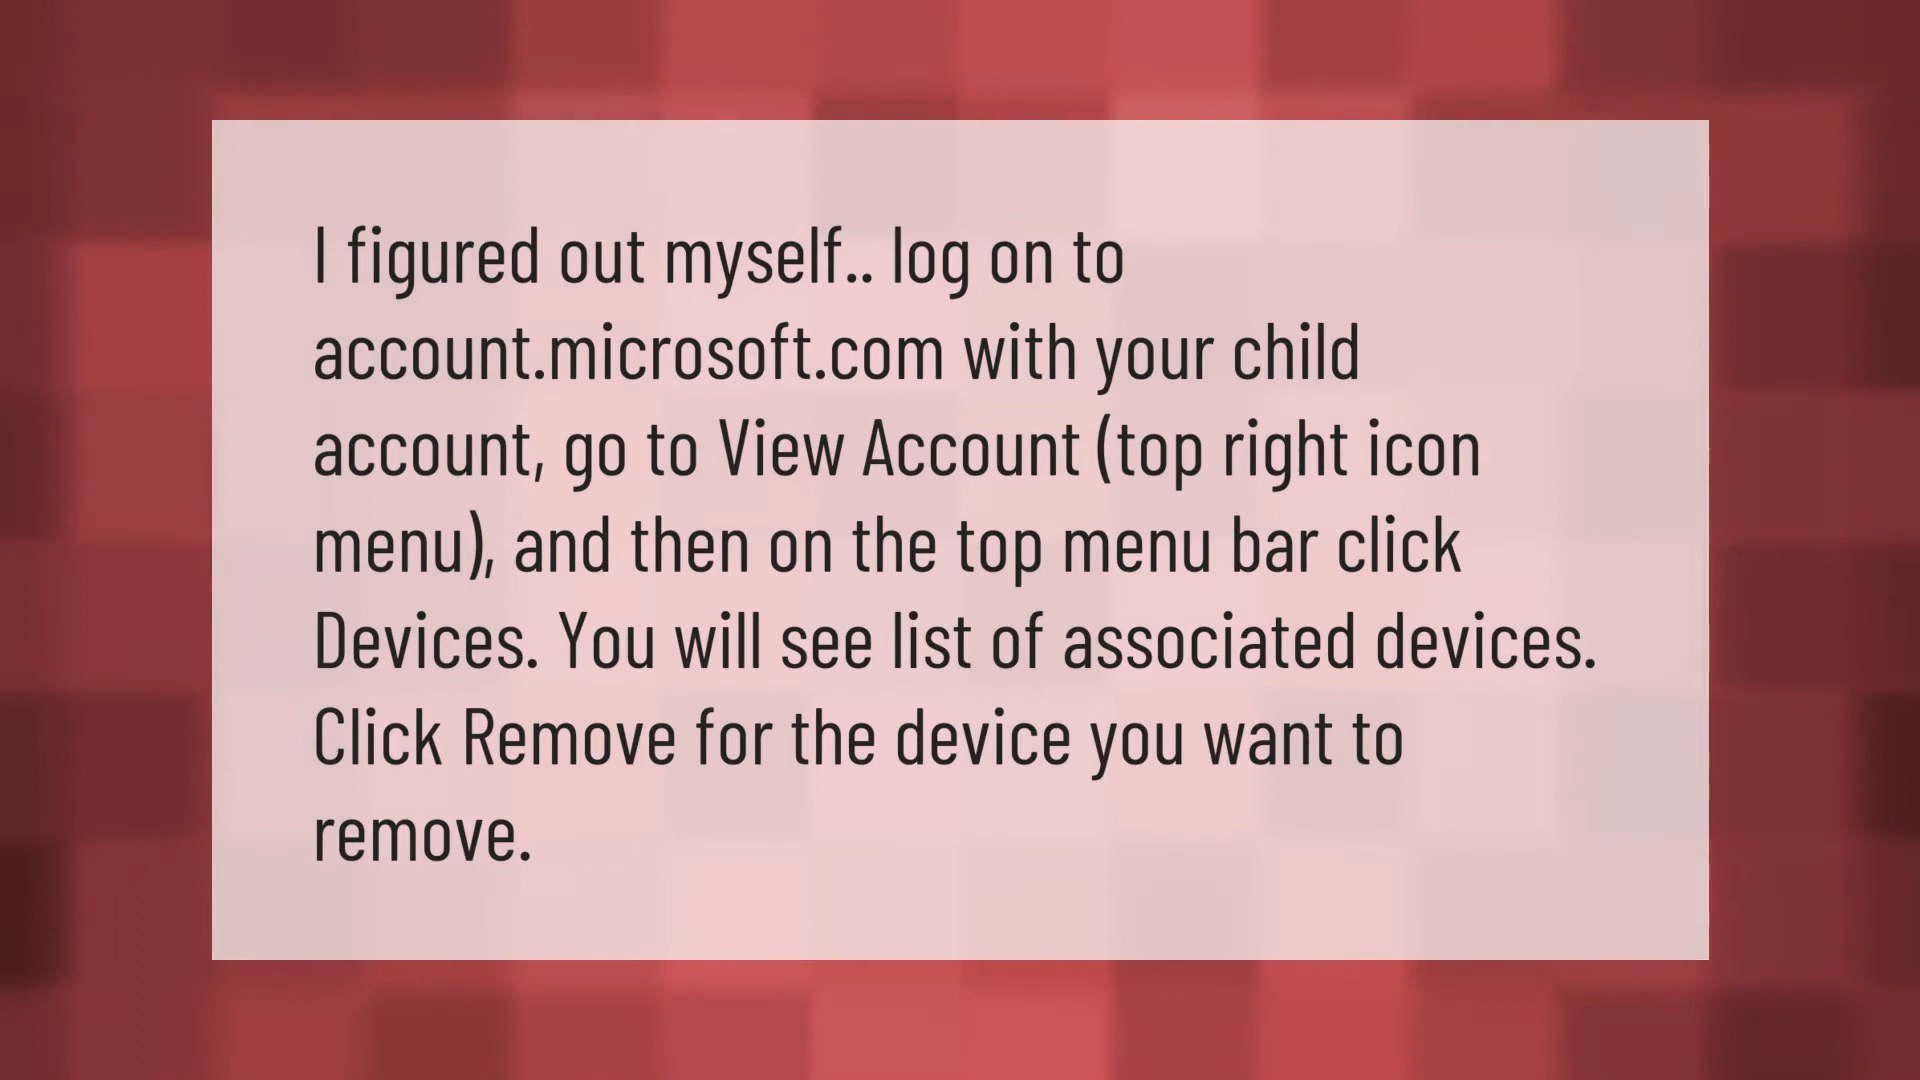 I figured out myself.. log on to
account.microsoft.com with your child
account, go to View Account (top right icon
menu), and then on the top menu bar click
Devices. You will see list of associated devices.
Click Remove for the device you want to
remove.